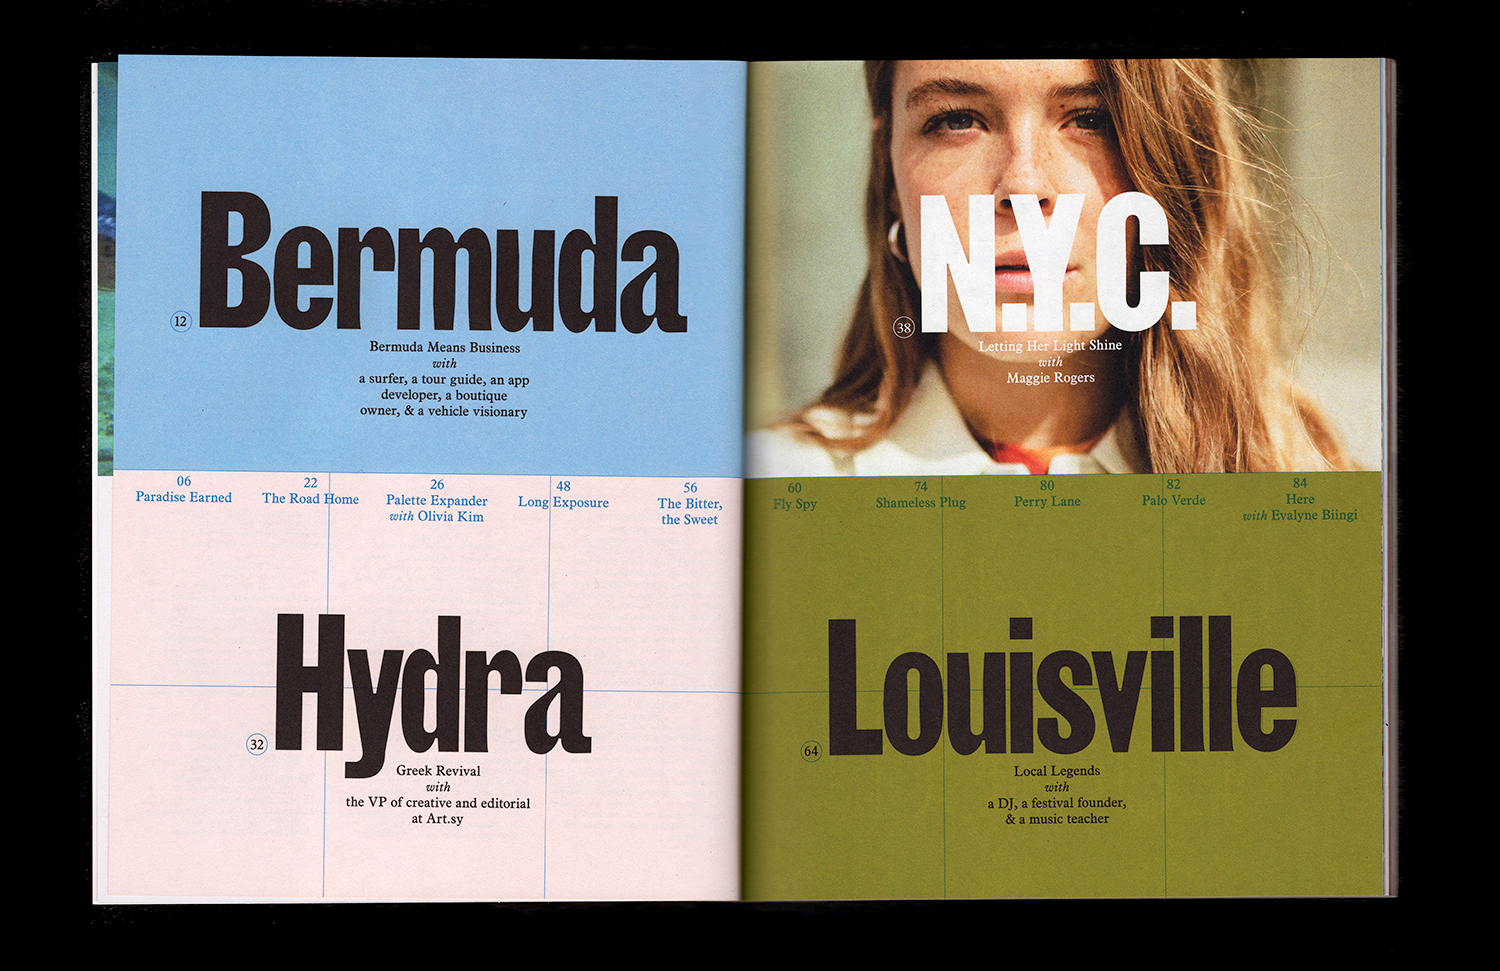 Bermuda
12
Bermuda Means Business
with
a surfer, a tour guide, an app
developer, a boutique
owner, & a vehicle visionary
N.Y.C.
38
Letting Her Light Shine
with
Maggie Rogers
06
Paradise Earned
22
The Road Home
26
Palette Expander
with Olivia Kim
48
Long Exposure
56
The Bitter,
the Sweet
60
Fly Spy
74
Shameless Plug
80
Perry Lane
82
Palo Verde
84
Here
with Evalyne Biingi
Hydra
32
Greek Revival
with
the VP of creative and editorial
at Art.sy
Louisville
64
Local Legends
with
a DJ, a festival founder,
& a music teacher